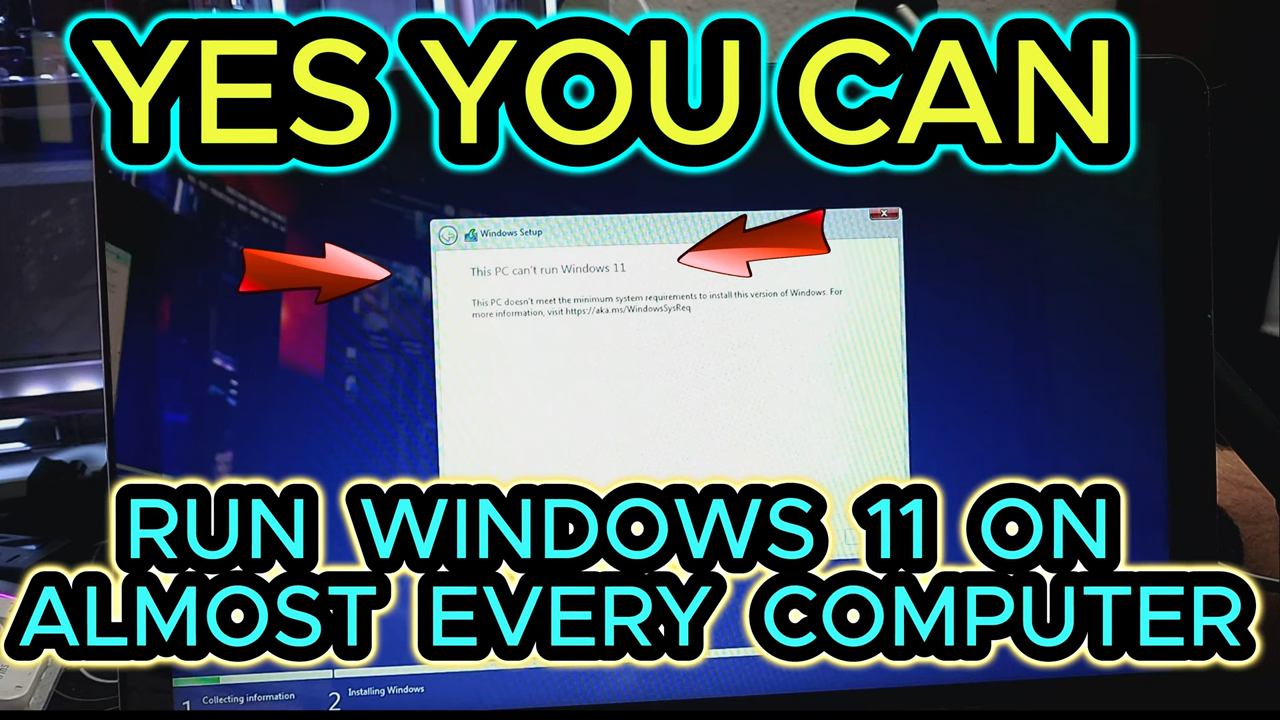 YES YOU CAN
Windows Setup
This PC can't run Windows 11
This PC doesn't meet the minimum system requirements to install this version of Windows. For
more information, visit https://aka.ms/WindowsSysReq
RUN WINDOWS 11 ON
ALMOST EVERY COMPUTER
1 Collecting information
2 Installing Windows